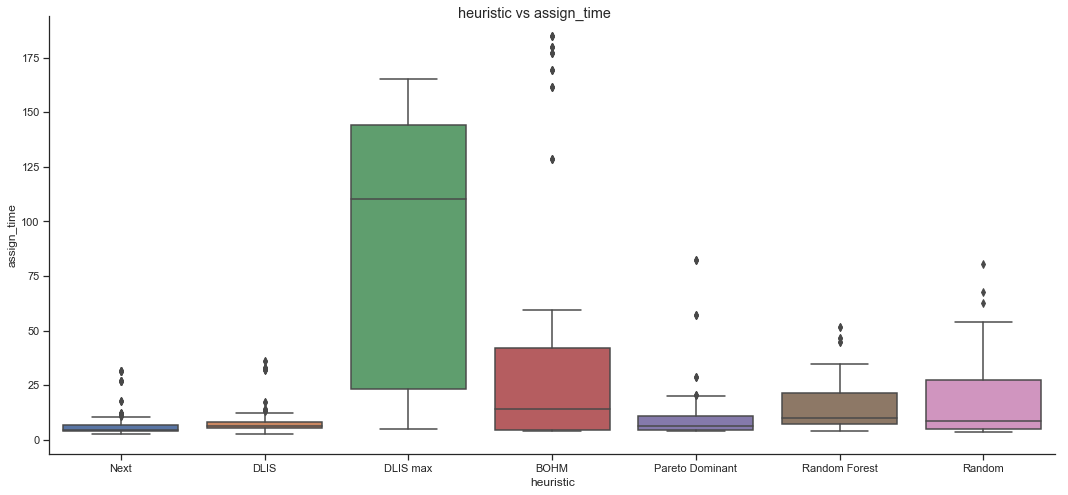 heuristic vs assign_time
175
150
125
100
75
50
25
0
assign_time
Next DLIS DLIS max BOHM Pareto Dominant Random Forest Random
heuristic